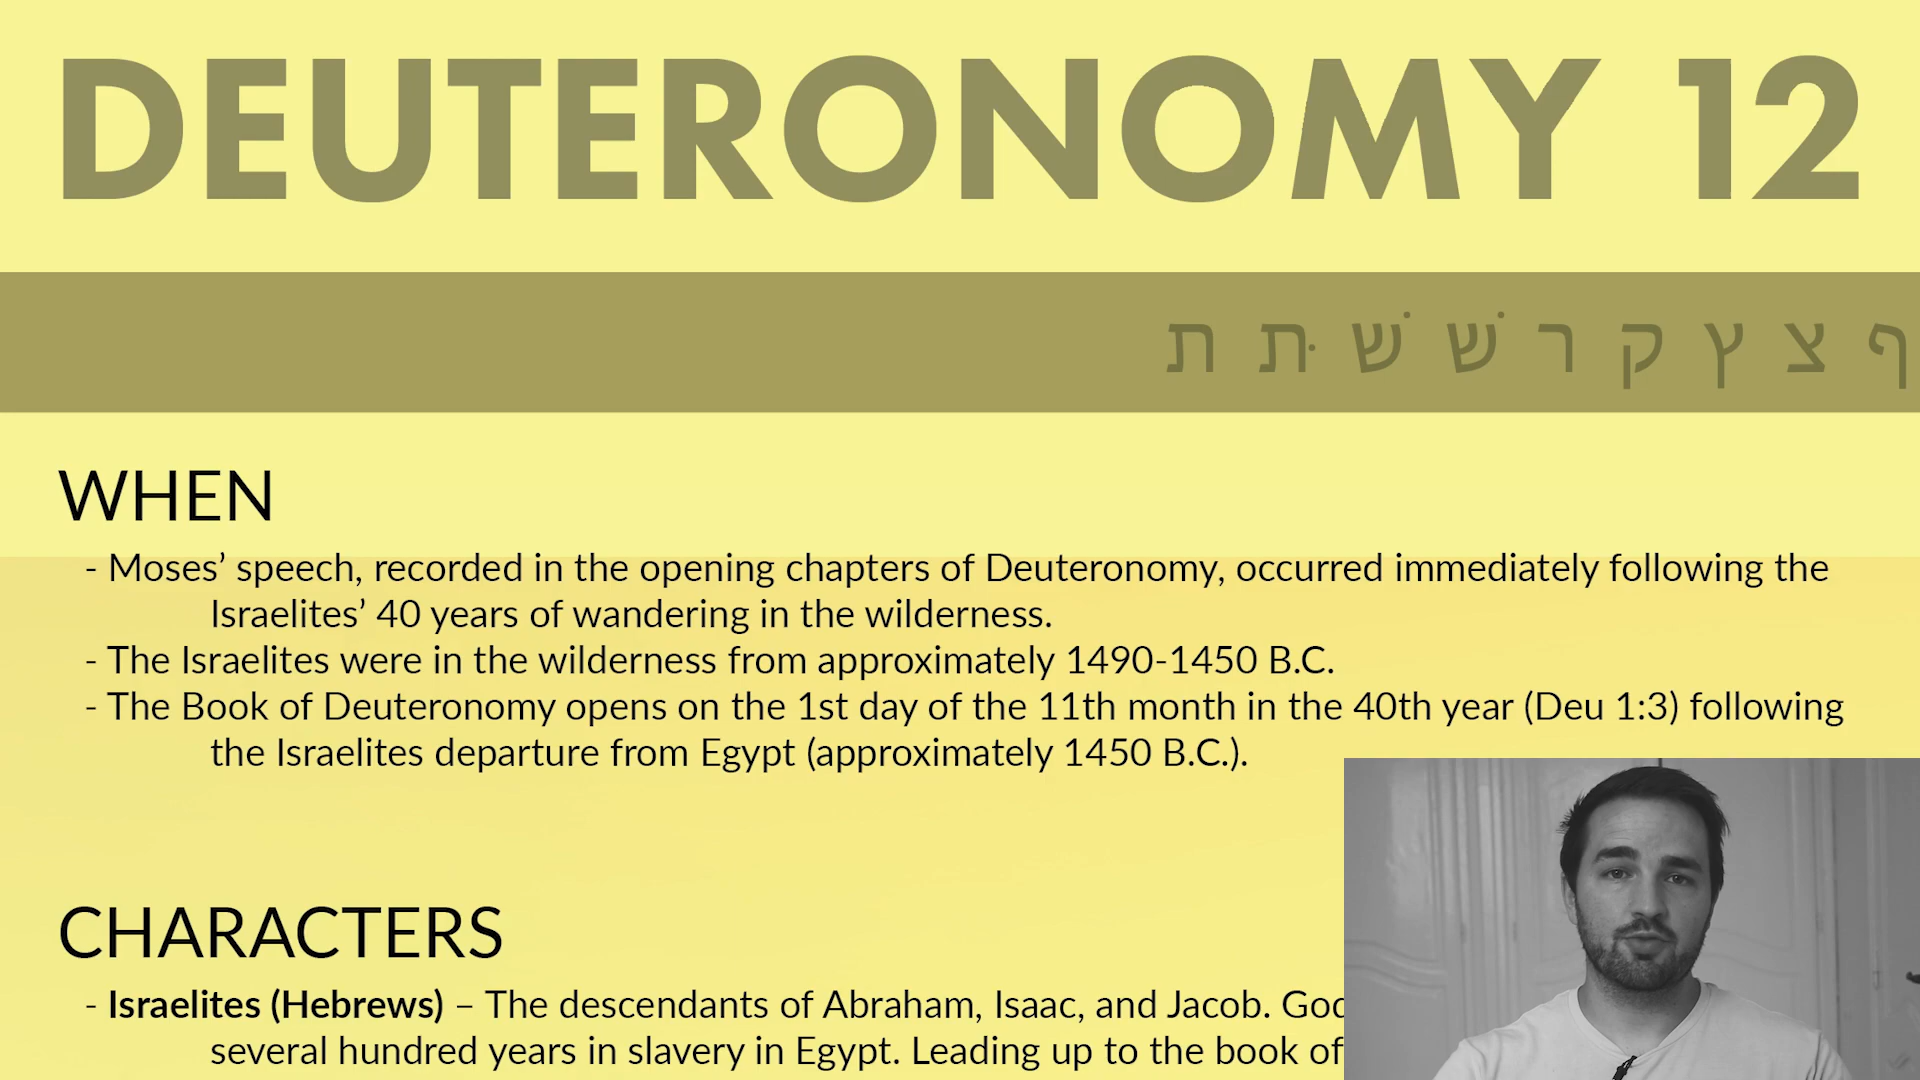 DEUTERONOMY 12
ף צ ץ ק ר שׁ שׁ תּ ת
WHEN
- Moses’ speech, recorded in the opening chapters of Deuteronomy, occurred immediately following the
Israelites’ 40 years of wandering in the wilderness.
- The Israelites were in the wilderness from approximately 1490-1450 B.C.
- The Book of Deuteronomy opens on the 1st day of the 11th month in the 40th year (Deu 1:3) following
the Israelites departure from Egypt (approximately 1450 B.C.).
CHARACTERS
- Israelites (Hebrews) – The descendants of Abraham, Isaac, and Jacob. God
several hundred years in slavery in Egypt. Leading up to the book of